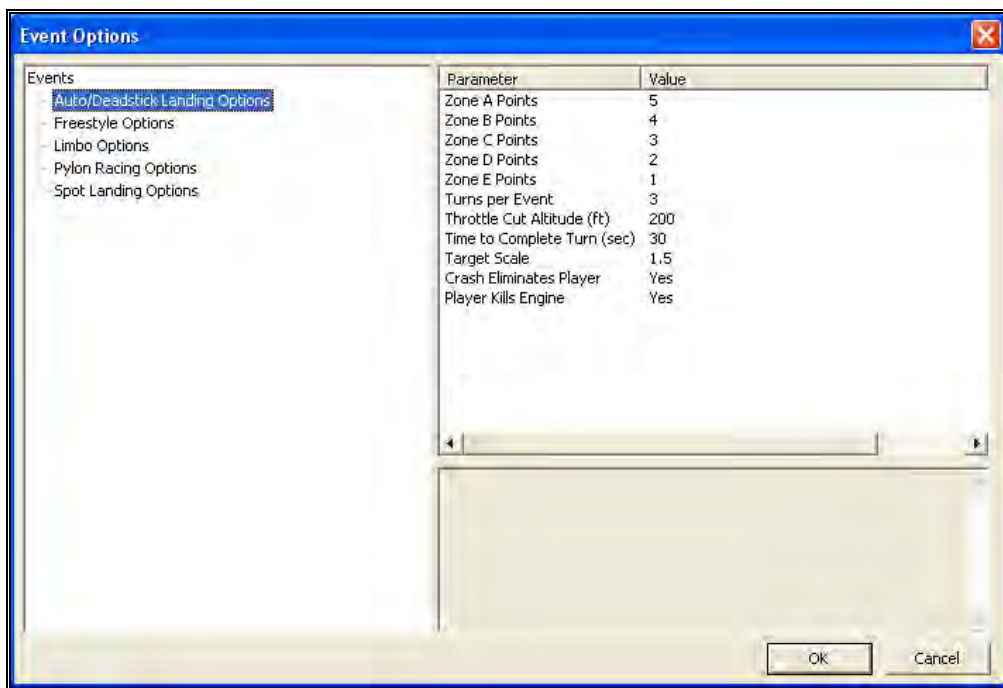 Event Options
Events
Auto/Deadstick Landing Options
Freestyle Options
Limbo Options
Pylon Racing Options
Spot Landing Options
Parameter Value
Zone A Points 5
Zone B Points 4
Zone C Points 3
Zone D Points 2
Zone E Points 1
Turns per Event 3
Throttle Cut Altitude (ft) 200
Time to Complete Turn (sec) 30
Target Scale 1.5
Crash Eliminates Player Yes
Player Kills Engine Yes
OK Cancel